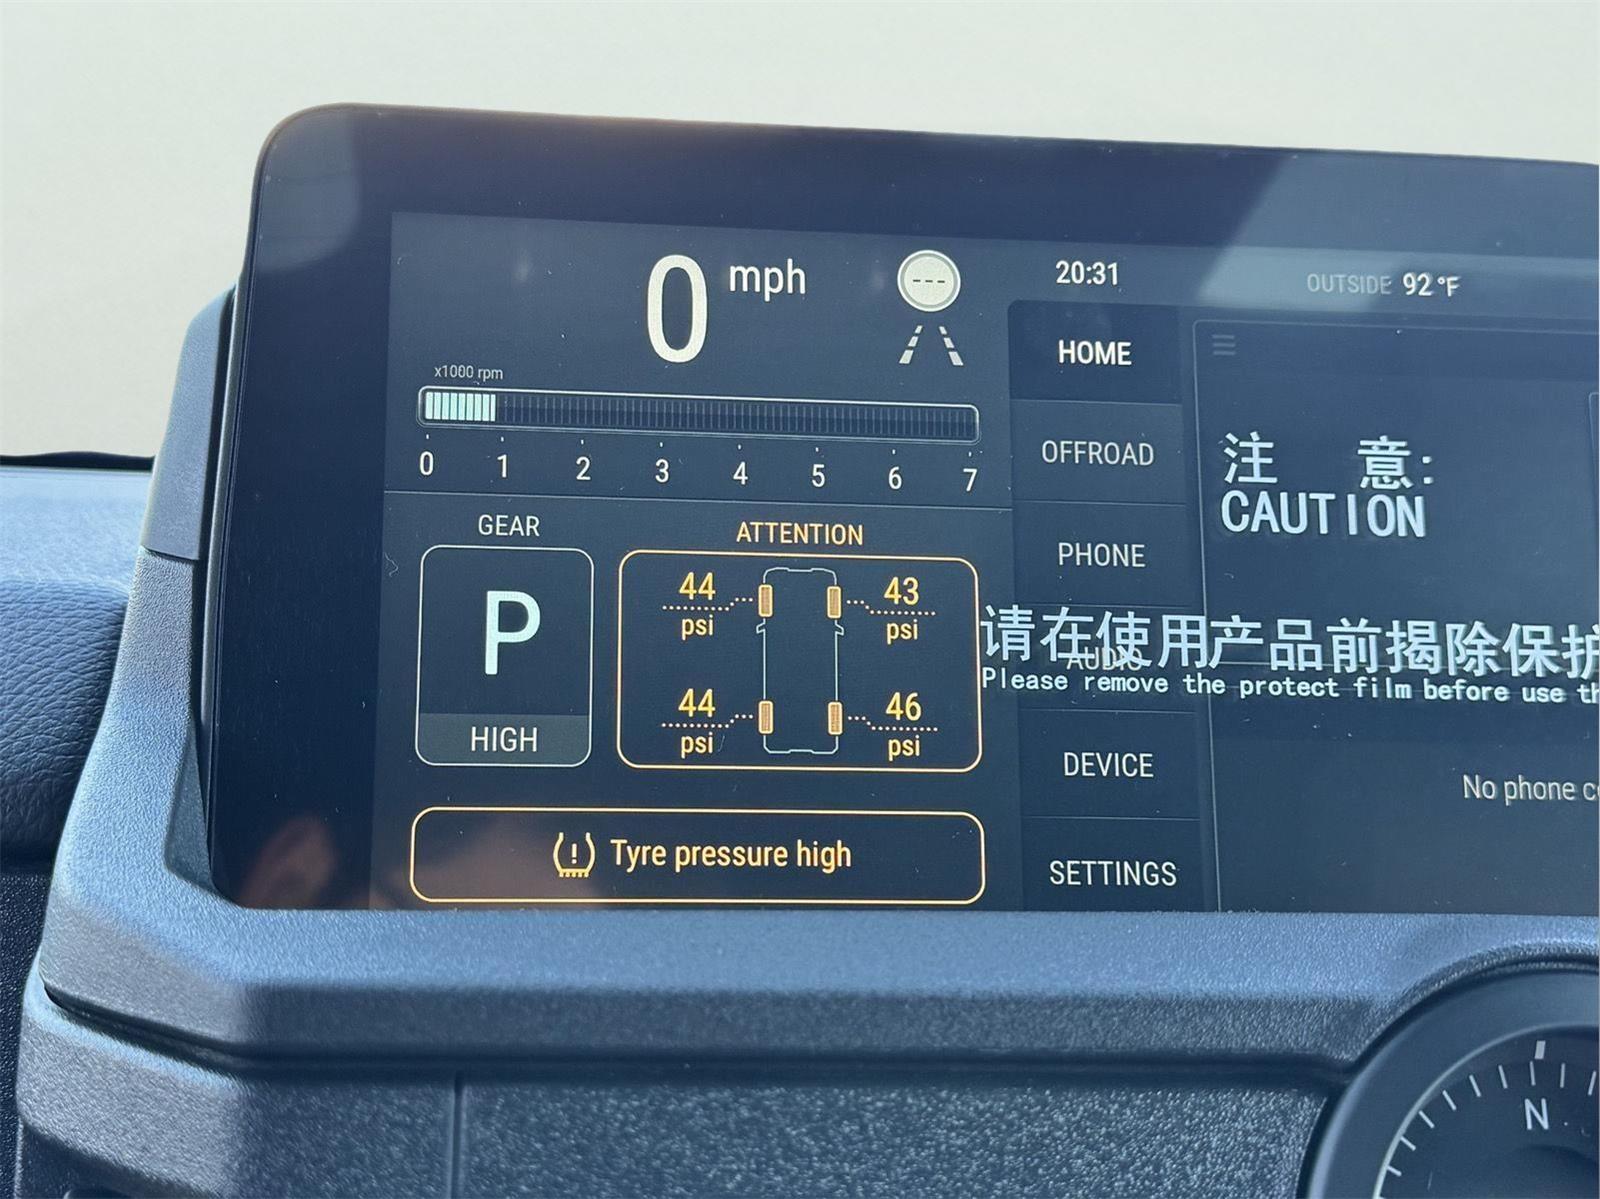 0 mph
---
20:31
OUTSIDE 92 °F
x1000 rpm
0 1 2 3 4 5 6 7
HOME
OFFROAD
PHONE
AUDIO
DEVICE
SETTINGS
注 意:
CAUTION
请在使用产品前揭除保护
Please remove the protect film before use
GEAR
P
HIGH
ATTENTION
44 psi
43 psi
44 psi
46 psi
Tyre pressure high
No phone
N